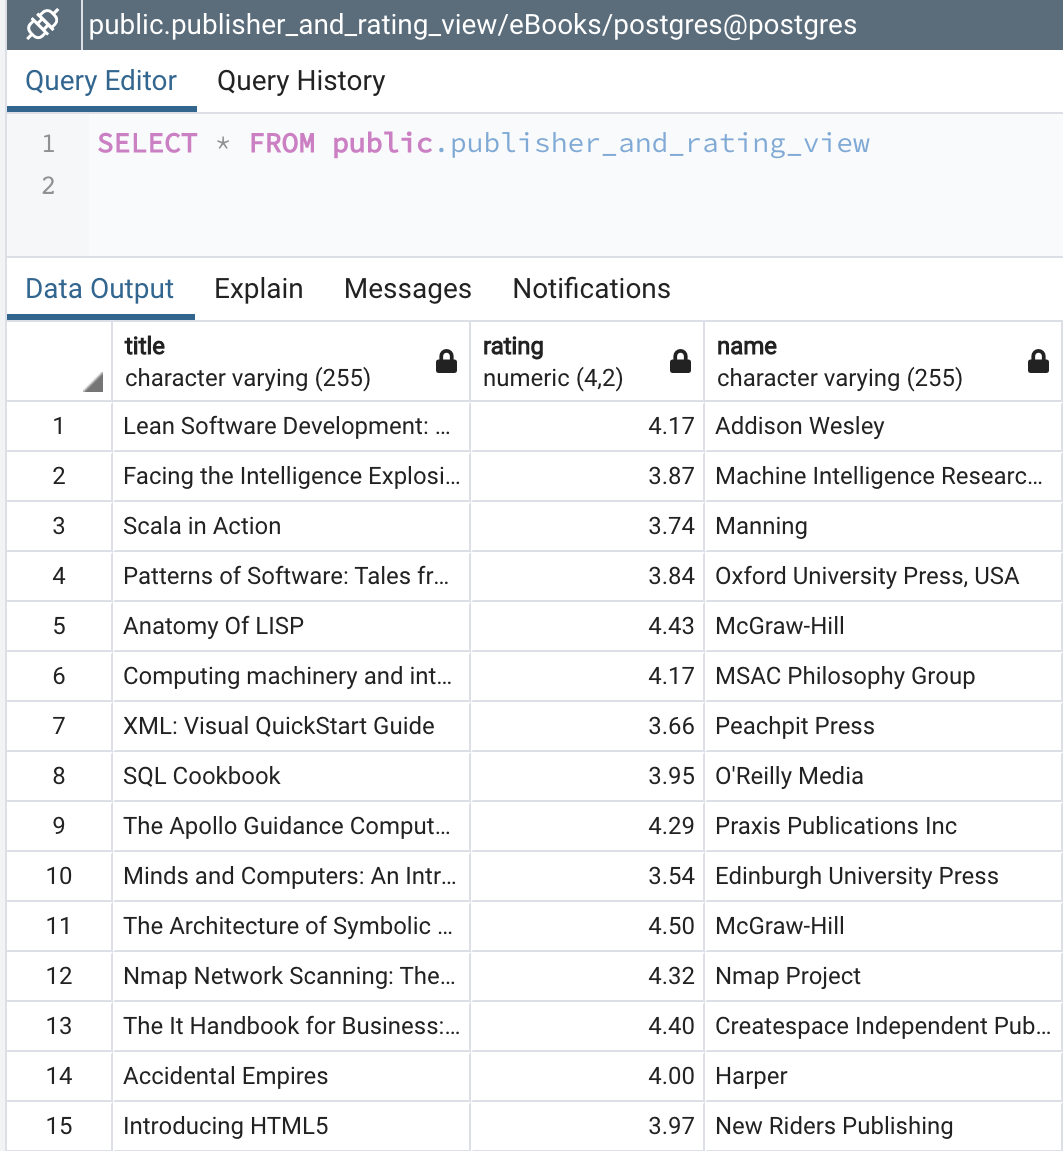 public.publisher_and_rating_view/eBooks/postgres@postgres
Query Editor Query History
1 SELECT * FROM public.publisher_and_rating_view
2
Data Output Explain Messages Notifications
title rating name
character varying (255) numeric (4,2) character varying (255)
1 Lean Software Development: ... 4.17 Addison Wesley
2 Facing the Intelligence Explosi... 3.87 Machine Intelligence Researc...
3 Scala in Action 3.74 Manning
4 Patterns of Software: Tales fr... 3.84 Oxford University Press, USA
5 Anatomy Of LISP 4.43 McGraw-Hill
6 Computing machinery and int... 4.17 MSAC Philosophy Group
7 XML: Visual QuickStart Guide 3.66 Peachpit Press
8 SQL Cookbook 3.95 O'Reilly Media
9 The Apollo Guidance Comput... 4.29 Praxis Publications Inc
10 Minds and Computers: An Intr... 3.54 Edinburgh University Press
11 The Architecture of Symbolic ... 4.50 McGraw-Hill
12 Nmap Network Scanning: The... 4.32 Nmap Project
13 The It Handbook for Business:... 4.40 Createspace Independent Pub...
14 Accidental Empires 4.00 Harper
15 Introducing HTML5 3.97 New Riders Publishing